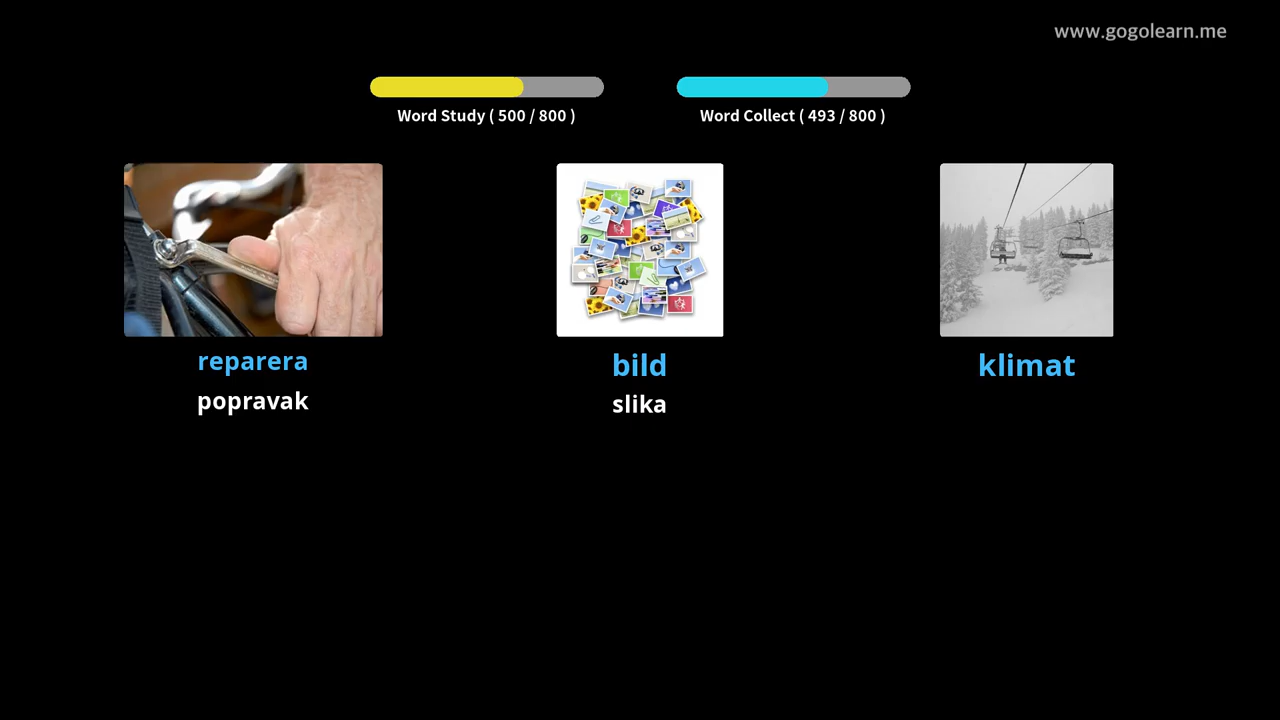 www.gogolearn.me
Word Study ( 500 / 800 )
Word Collect ( 493 / 800 )
reparera
popravak
bild
slika
klimat